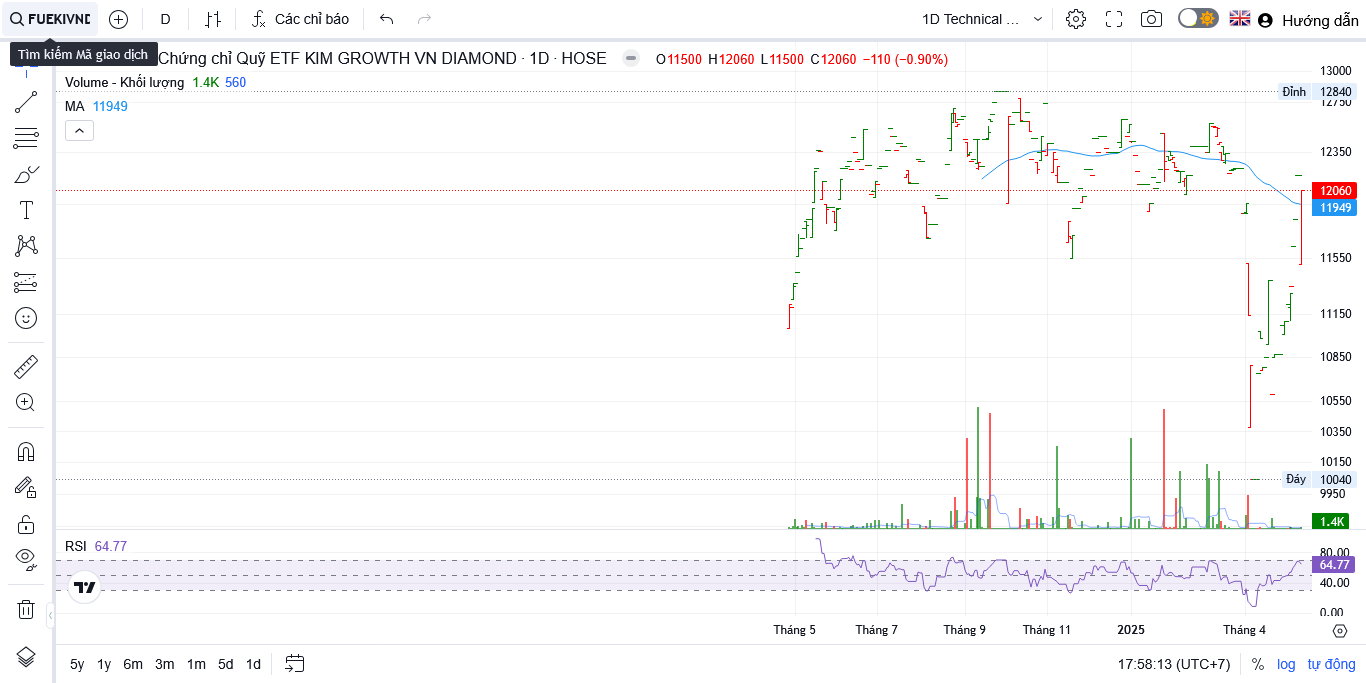 FUEKIVND
D
Các chỉ báo
1D Technical ...
Hướng dẫn
Tìm kiếm Mã giao dịch
Chứng chỉ Quỹ ETF KIM GROWTH VN DIAMOND · 1D · HOSE
O11500 H12060 L11500 C12060 −110 (−0.90%)
Volume - Khối lượng 1.4K 560
MA 11949
13000
Đỉnh 12840
12750
12350
12060
11949
11550
11150
10850
10550
10350
10150
Đáy 10040
9950
1.4K
RSI 64.77
80.00
64.77
40.00
0.00
Tháng 5 Tháng 7 Tháng 9 Tháng 11 2025 Tháng 4
5y 1y 6m 3m 1m 5d 1d
17:58:13 (UTC+7) % log tự động